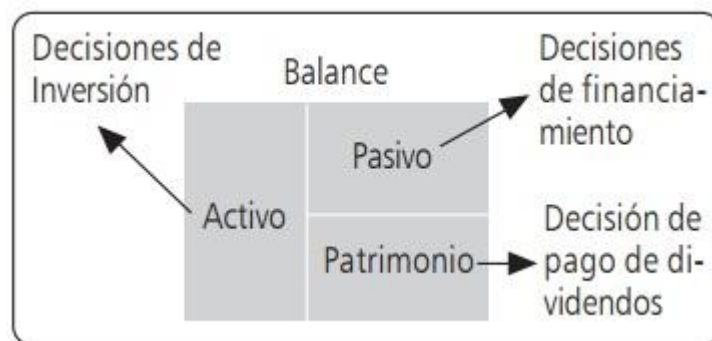 Decisiones de
Inversión
Balance
Decisiones
de financia-
miento
Pasivo
Activo
Patrimonio
Decisión de
pago de di-
videndos